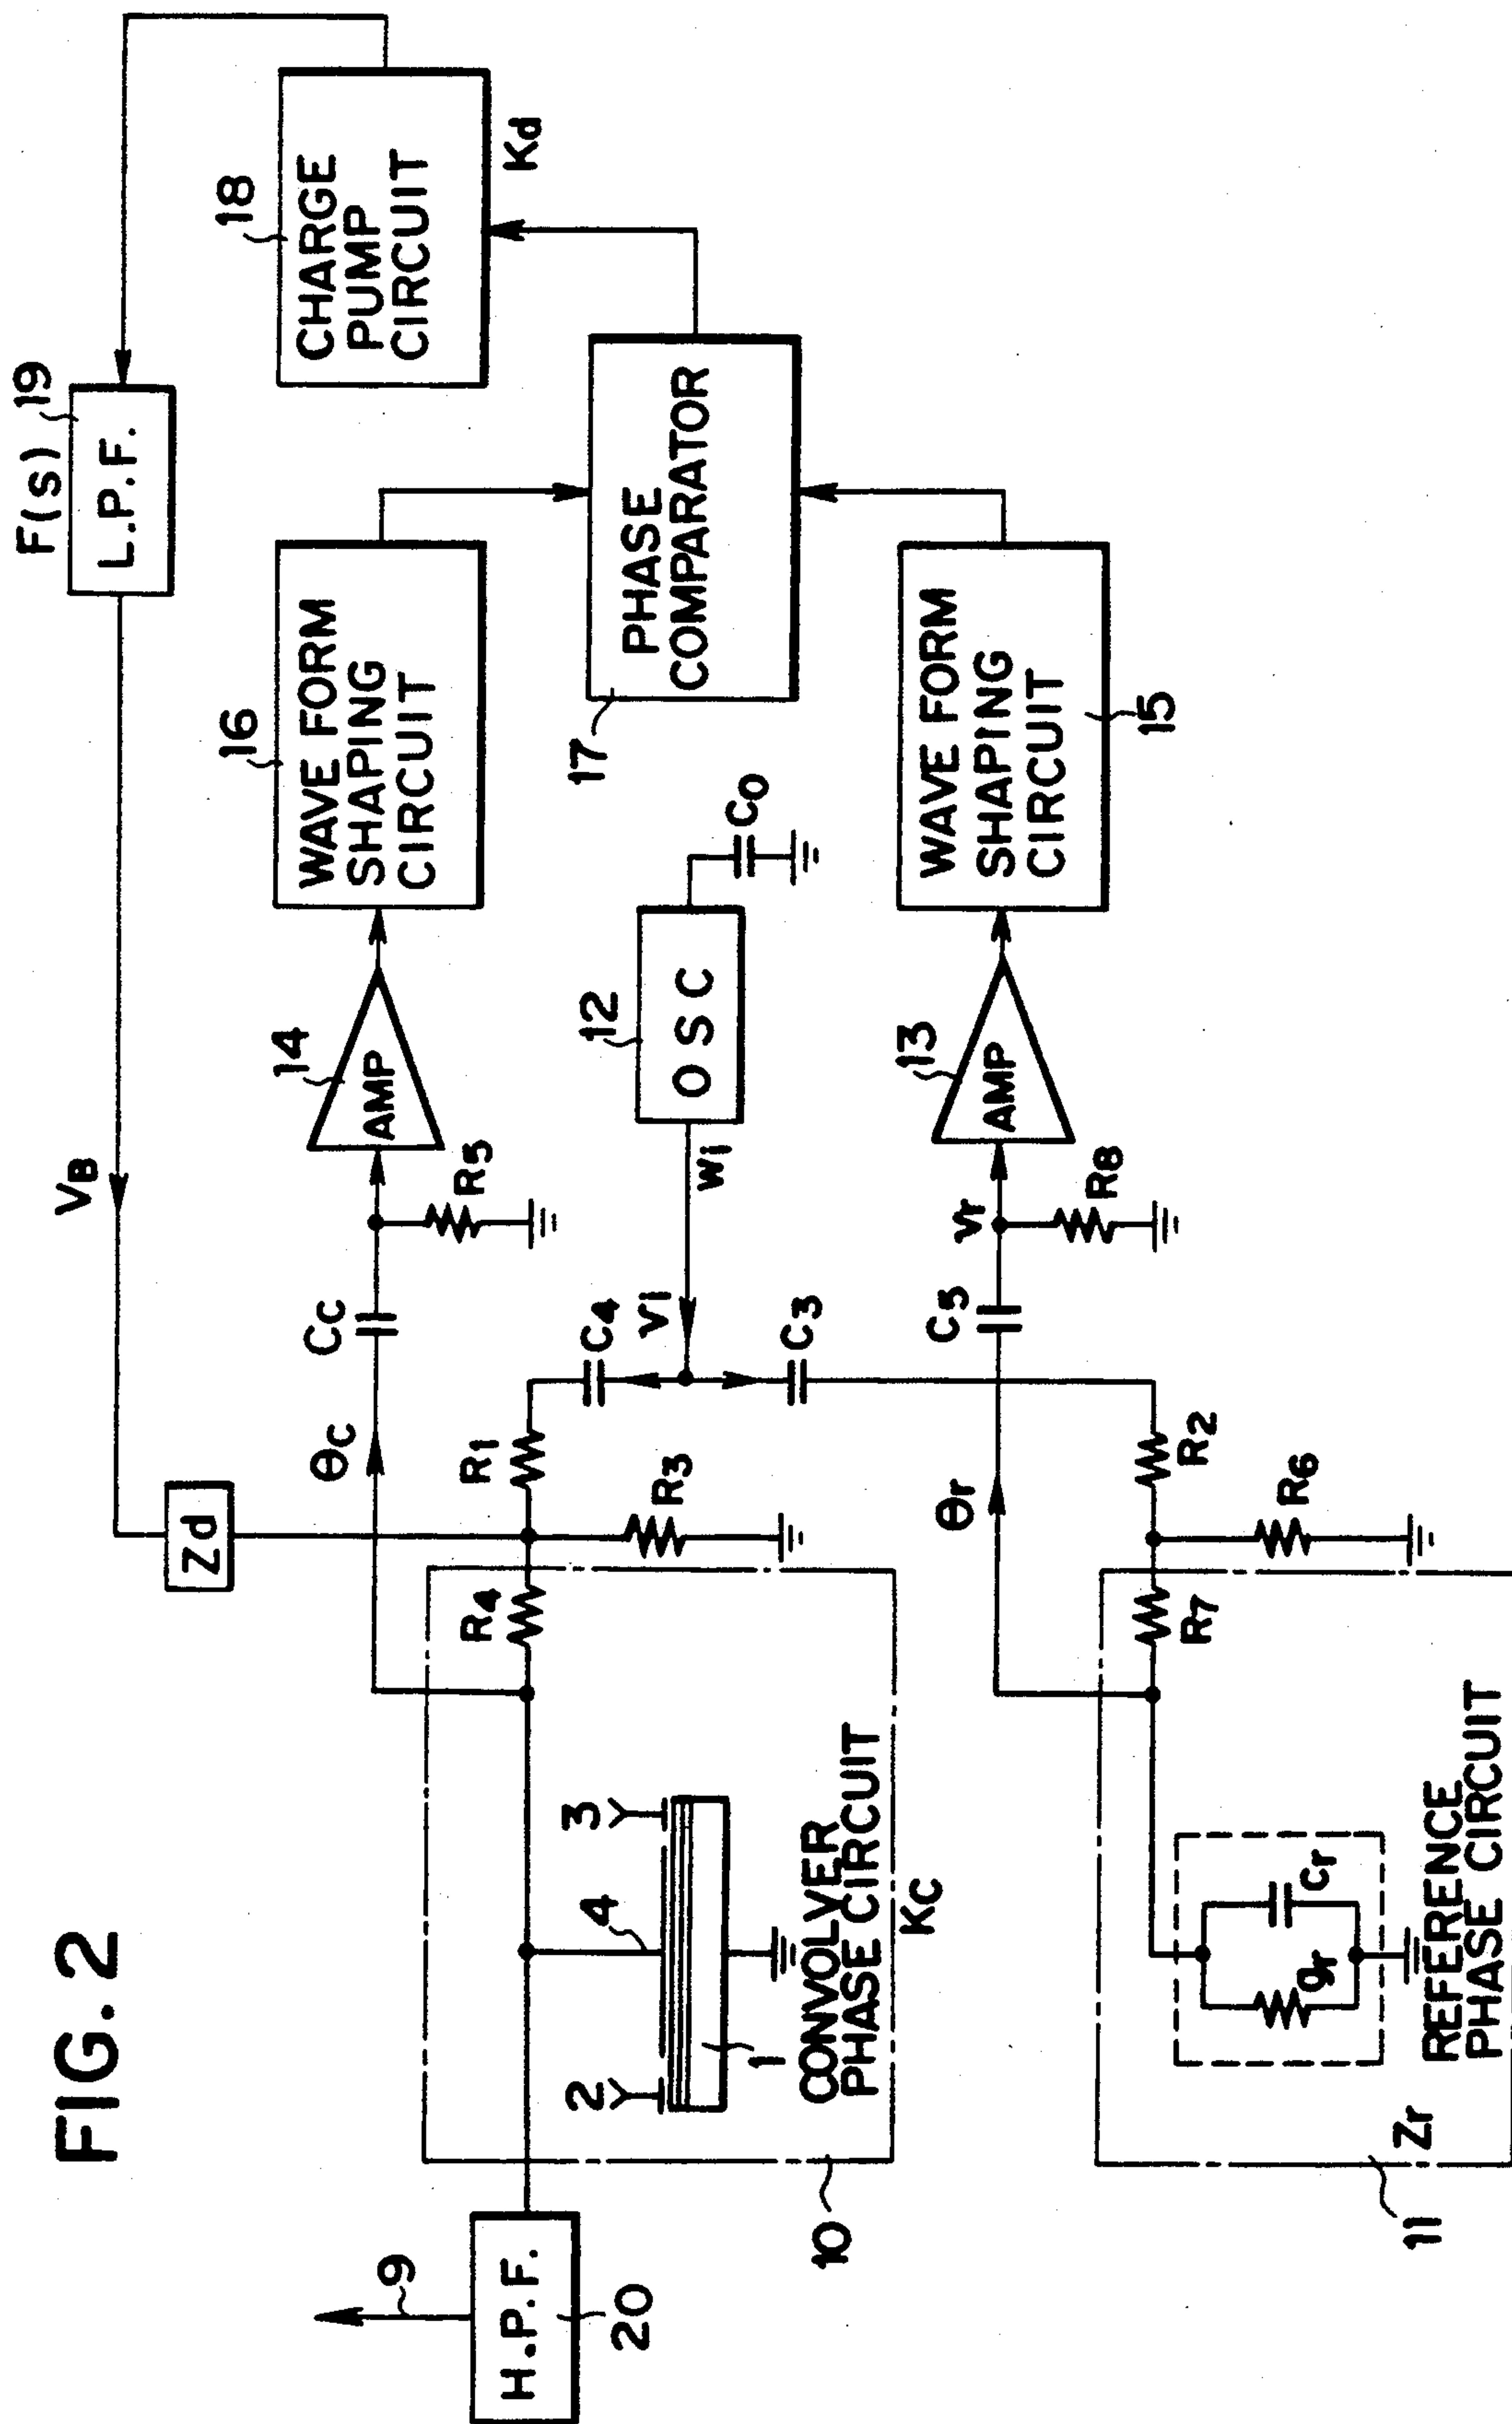 FIG. 2
F(s) 19
L.P.F.
VB
Zd
18
CHARGE
PUMP
CIRCUIT
Kd
16
WAVE FORM
SHAPING
CIRCUIT
14
AMP
R5
CC
θC
17
PHASE
COMPARATOR
12
OSC
CO
Wi
Vi
C4
C3
R1
R3
R4
9
H.P.F.
20
2
3
4
1
CONVOLVER
PHASE CIRCUIT
KC
10
15
WAVE FORM
SHAPING
CIRCUIT
13
AMP
Vr
R8
C5
θr
R2
R6
R7
gr
Cr
REFERENCE
PHASE CIRCUIT
Zr
11